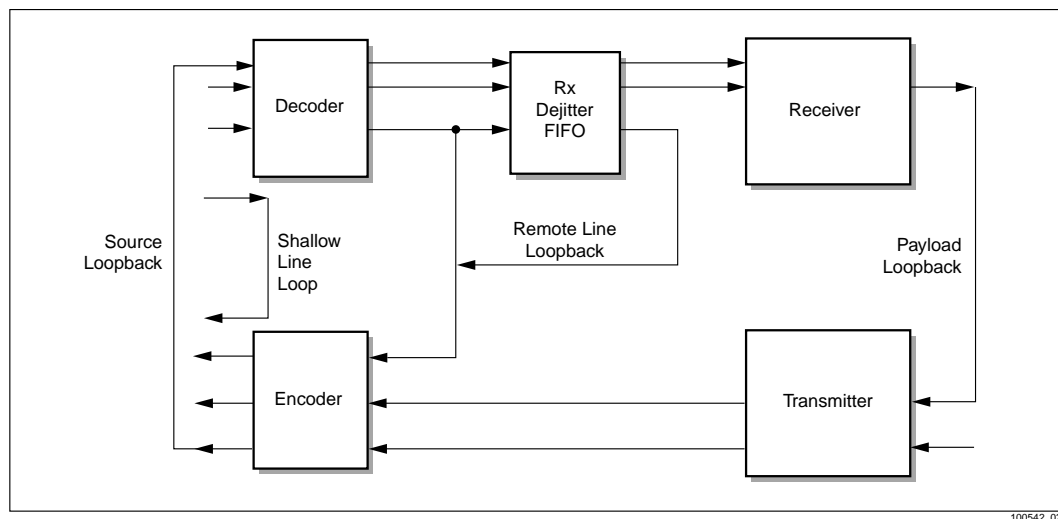 Decoder
Rx
Dejitter
FIFO
Receiver
Source
Loopback
Shallow
Line
Loop
Remote Line
Loopback
Payload
Loopback
Encoder
Transmitter